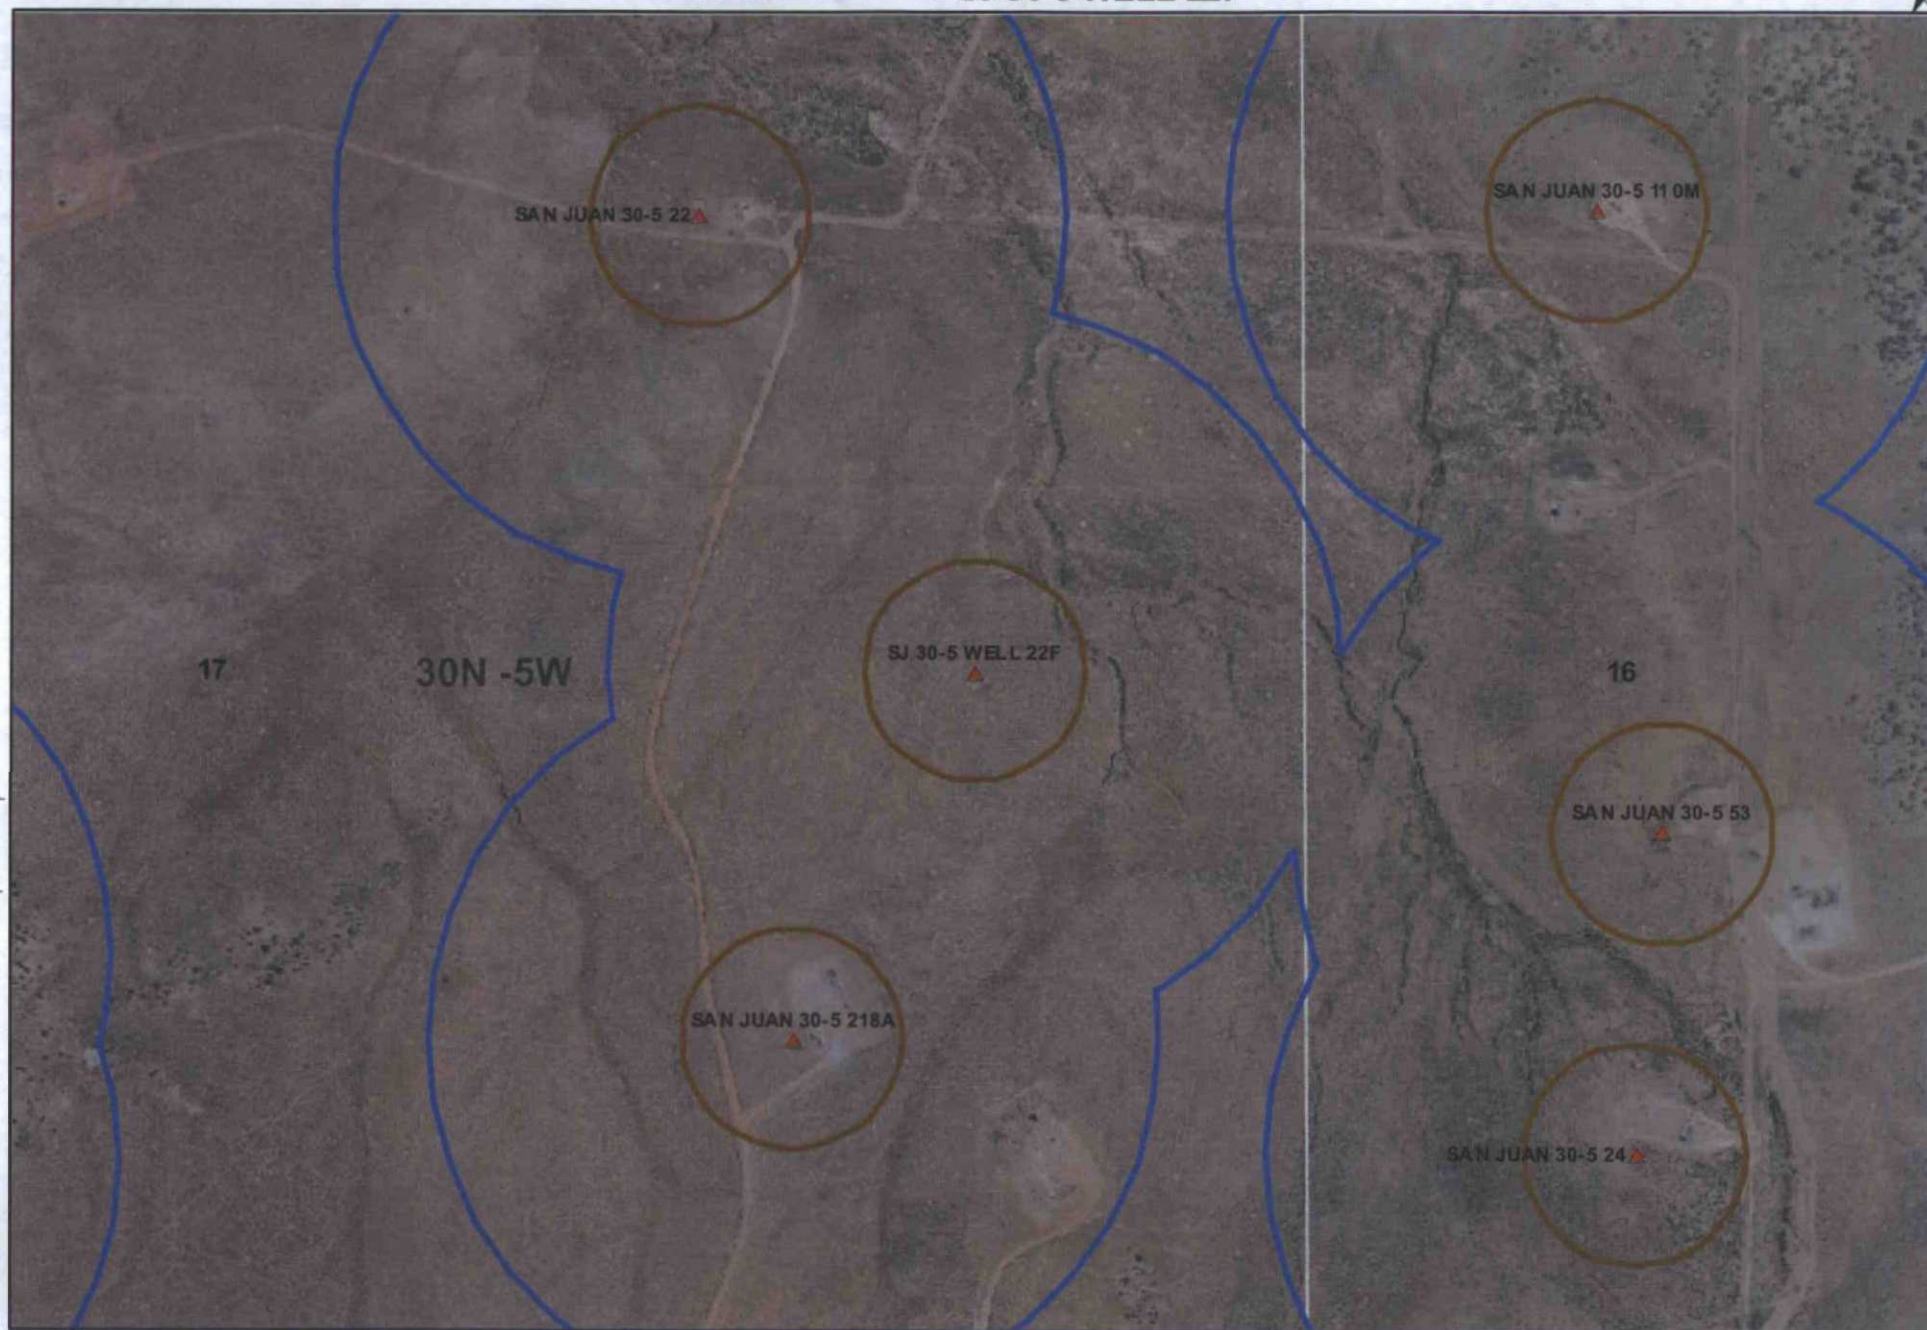 SAN JUAN 30-5 22
SAN JUAN 30-5 110M
SJ 30-5 WELL 22F
17
30N -5W
16
SAN JUAN 30-5 53
SAN JUAN 30-5 218A
SAN JUAN 30-5 24